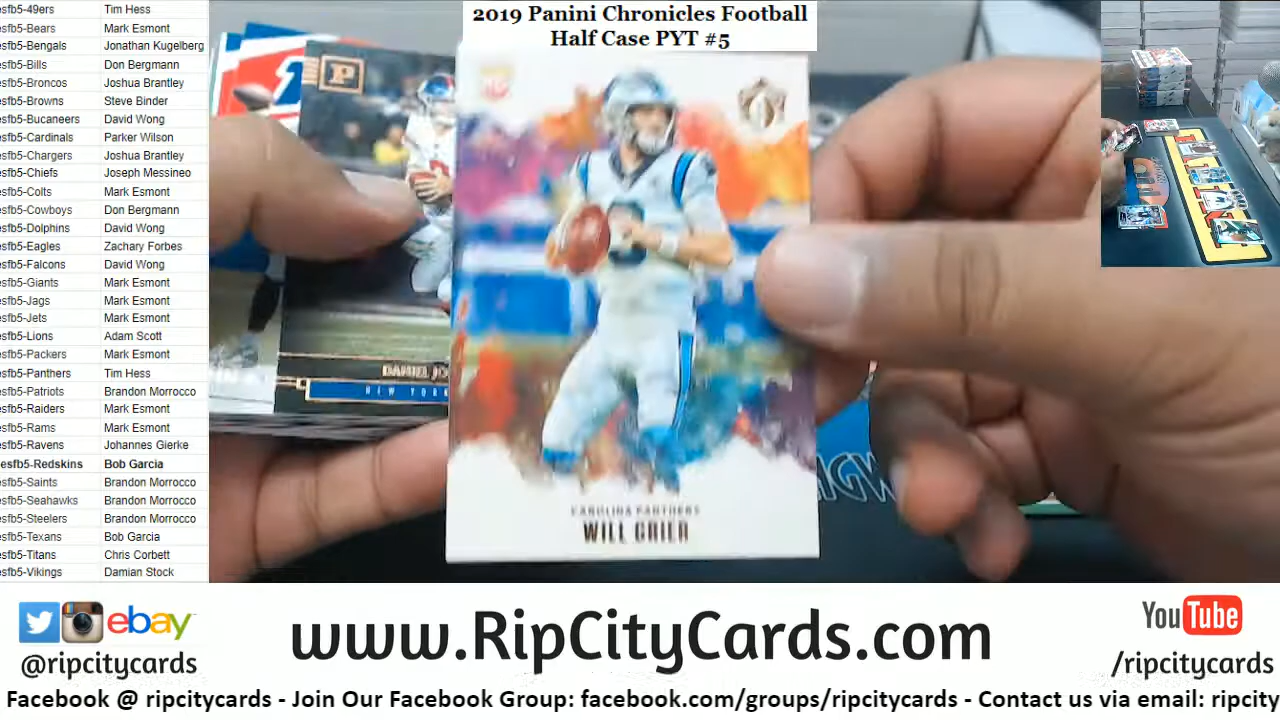 2019 Panini Chronicles Football
Half Case PYT #5
esfb5-49ers Tim Hess
esfb5-Bears Mark Esmont
esfb5-Bengals Jonathan Kugelberg
esfb5-Bills Don Bergmann
esfb5-Broncos Joshua Brantley
esfb5-Browns Steve Binder
esfb5-Bucaneers David Wong
esfb5-Cardinals Parker Wilson
esfb5-Chargers Joshua Brantley
esfb5-Chiefs Joseph Messineo
esfb5-Colts Mark Esmont
esfb5-Cowboys Don Bergmann
esfb5-Dolphins David Wong
esfb5-Eagles Zachary Forbes
esfb5-Falcons David Wong
esfb5-Giants Mark Esmont
esfb5-Jags Mark Esmont
esfb5-Jets Mark Esmont
esfb5-Lions Adam Scott
esfb5-Packers Mark Esmont
esfb5-Panthers Tim Hess
esfb5-Patriots Brandon Morrocco
esfb5-Raiders Mark Esmont
esfb5-Rams Mark Esmont
esfb5-Ravens Johannes Gierke
esfb5-Redskins Bob Garcia
esfb5-Saints Brandon Morrocco
esfb5-Seahawks Brandon Morrocco
esfb5-Steelers Brandon Morrocco
esfb5-Texans Bob Garcia
esfb5-Titans Chris Corbett
esfb5-Vikings Damian Stock
P
DANIEL JO
NEW YORK
CAROLINA PANTHERS
WILL GRIER
ebay
@ripcitycards
www.RipCityCards.com
YouTube
/ripcitycards
Facebook @ ripcitycards - Join Our Facebook Group: facebook.com/groups/ripcitycards - Contact us via email: ripcity